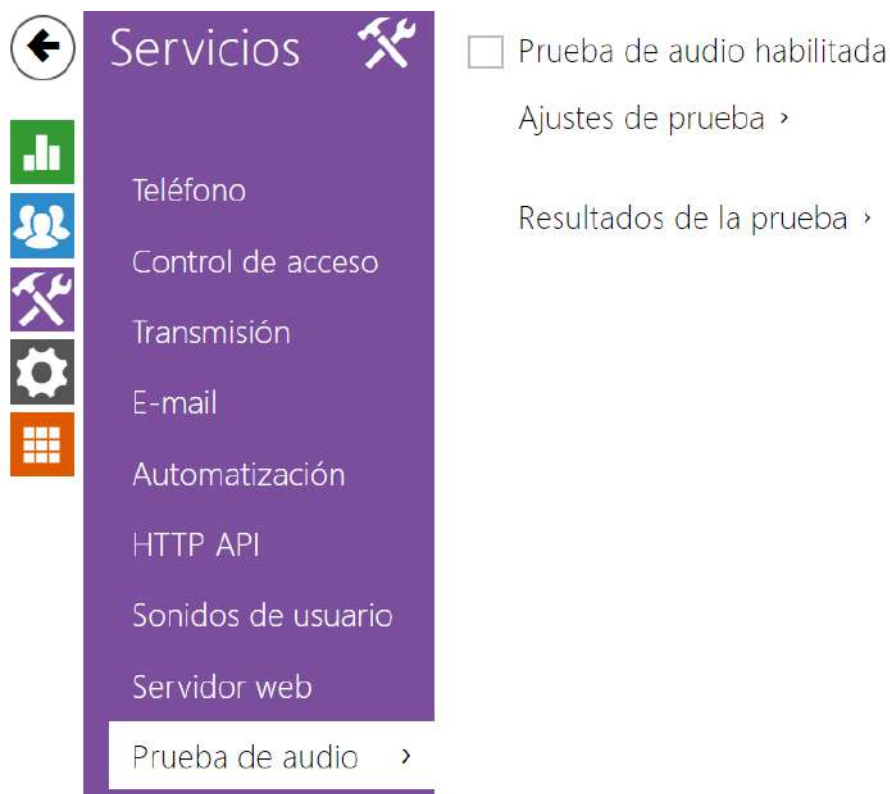 Servicios
Teléfono
Control de acceso
Transmisión
E-mail
Automatización
HTTP API
Sonidos de usuario
Servidor web
Prueba de audio ›
Prueba de audio habilitada
Ajustes de prueba ›
Resultados de la prueba ›